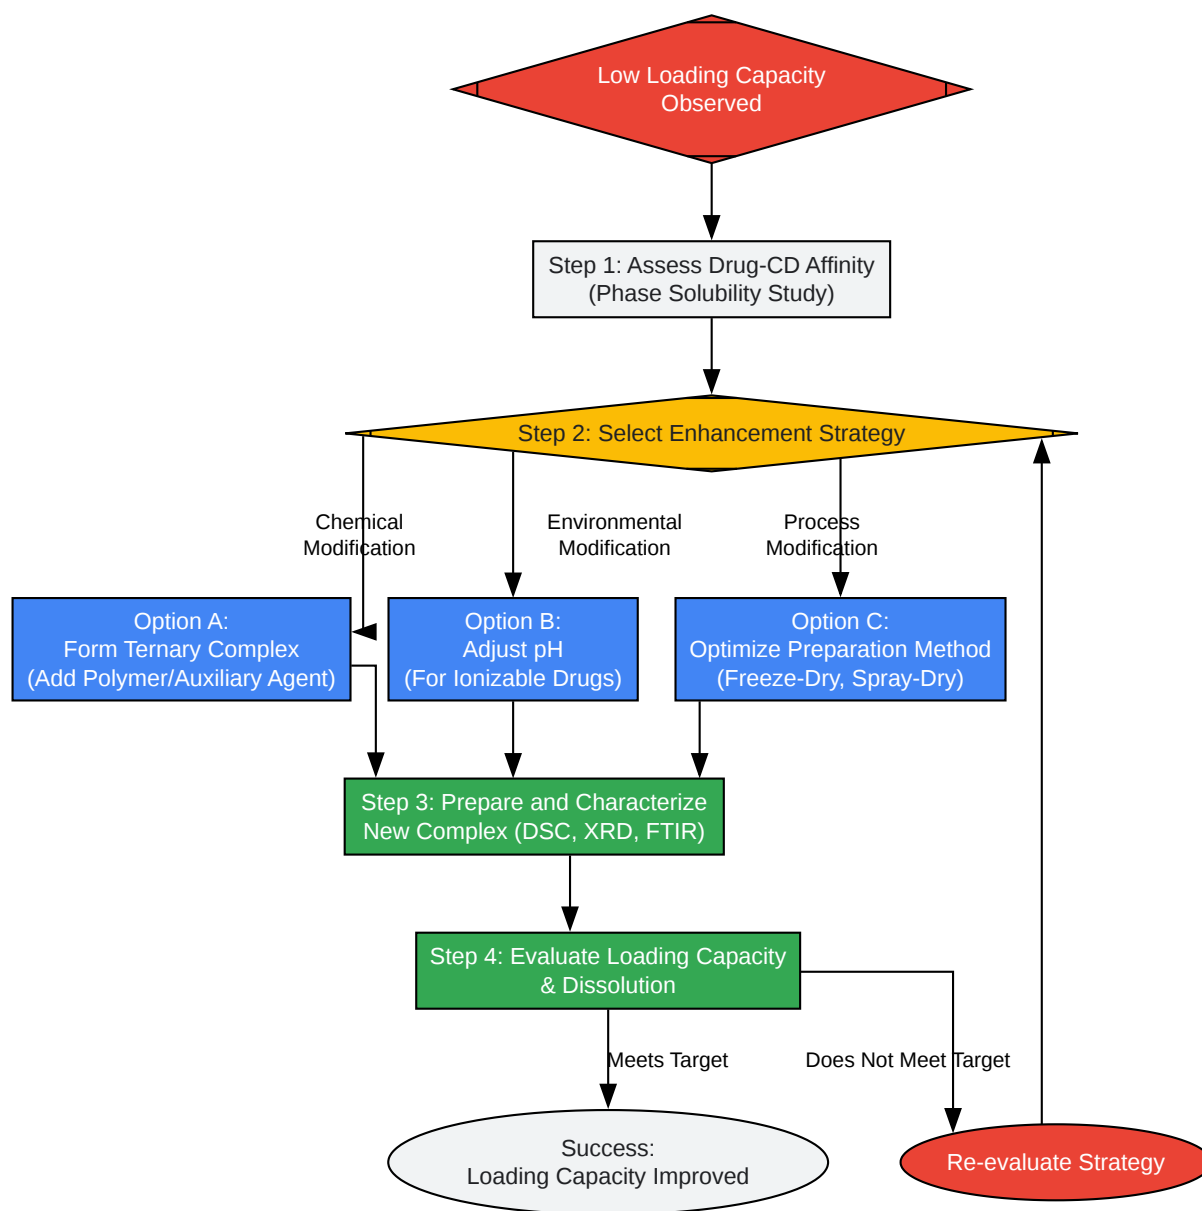 Low Loading Capacity
Observed
Step 1: Assess Drug-CD Affinity
(Phase Solubility Study)
Step 2: Select Enhancement Strategy
Chemical
Modification
Environmental
Modification
Process
Modification
Option A:
Form Ternary Complex
(Add Polymer/Auxiliary Agent)
Option B:
Adjust pH
(For Ionizable Drugs)
Option C:
Optimize Preparation Method
(Freeze-Dry, Spray-Dry)
Step 3: Prepare and Characterize
New Complex (DSC, XRD, FTIR)
Step 4: Evaluate Loading Capacity
& Dissolution
Meets Target
Does Not Meet Target
Success:
Loading Capacity Improved
Re-evaluate Strategy